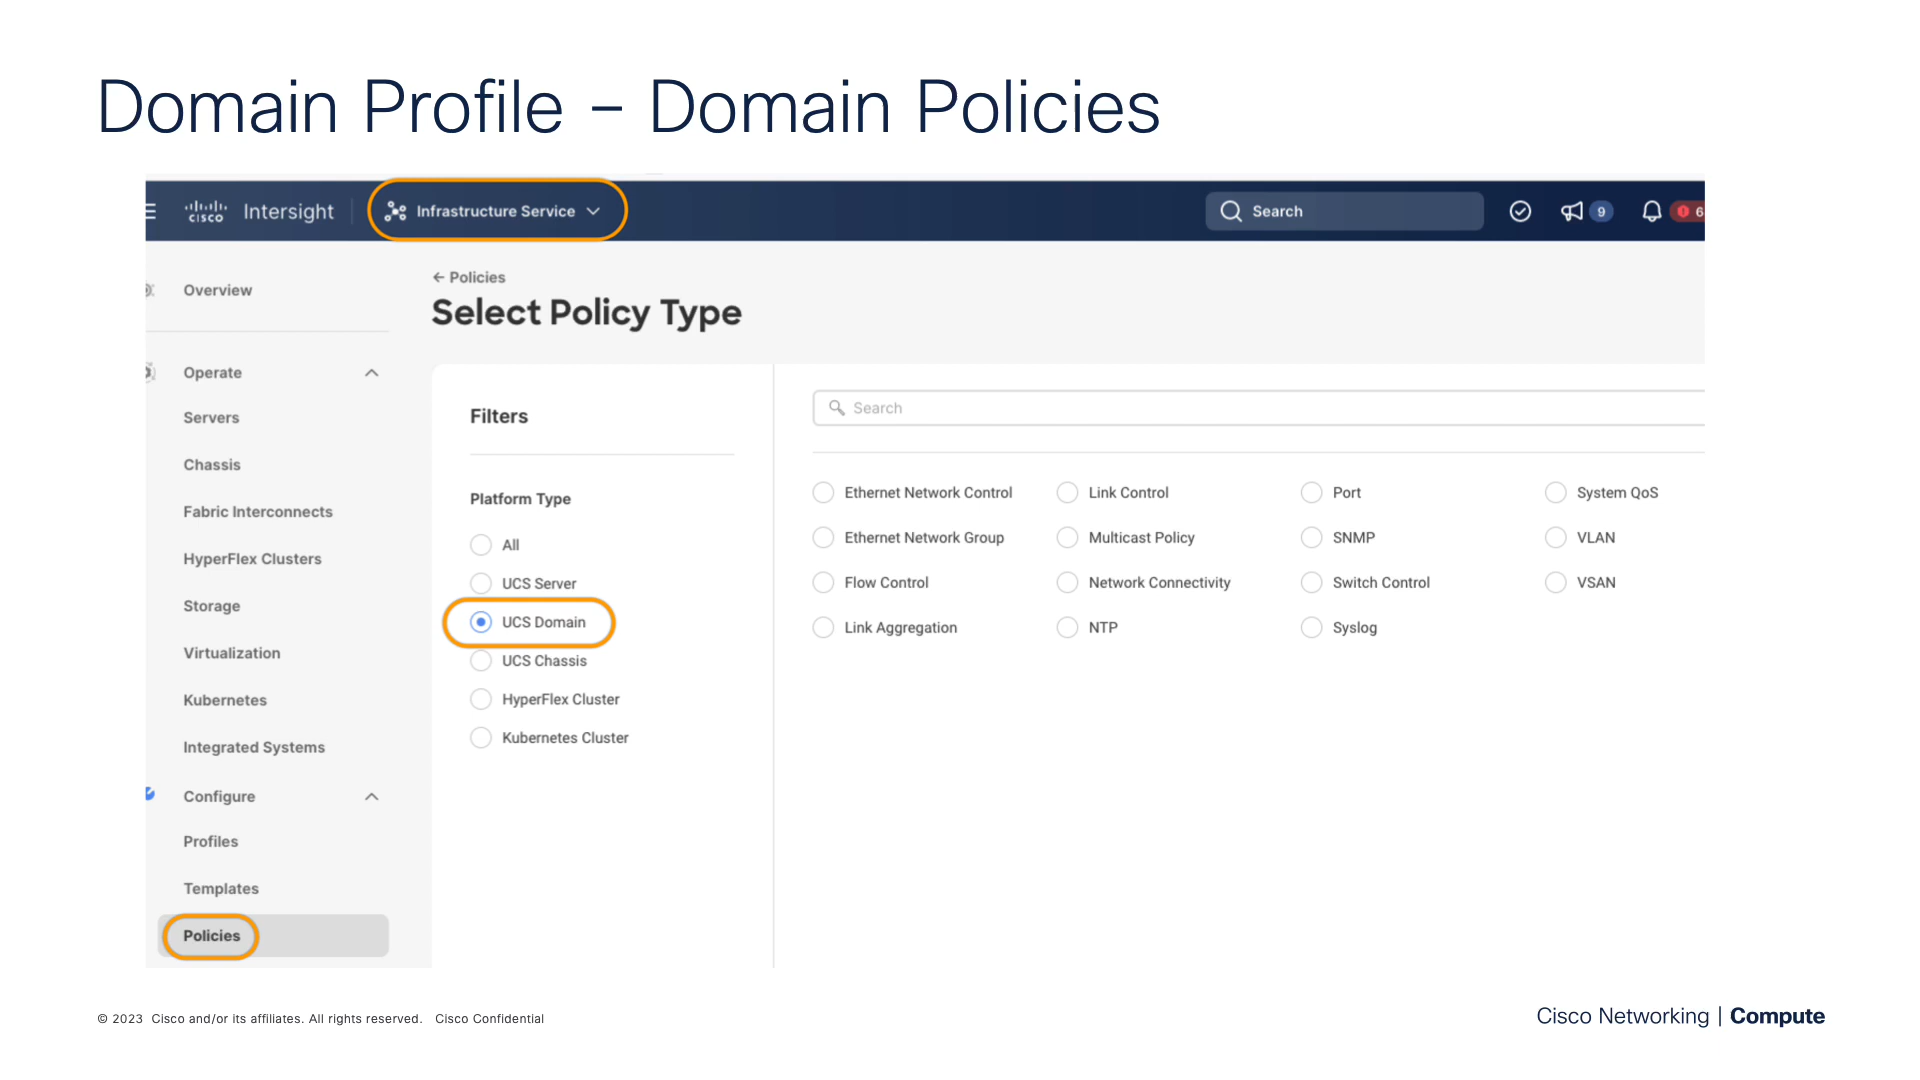 Domain Profile – Domain Policies
cisco Intersight Infrastructure Service Search 9 6
Overview
Operate
Servers
Chassis
Fabric Interconnects
HyperFlex Clusters
Storage
Virtualization
Kubernetes
Integrated Systems
Configure
Profiles
Templates
Policies
← Policies
Select Policy Type
Filters
Platform Type
All
UCS Server
UCS Domain
UCS Chassis
HyperFlex Cluster
Kubernetes Cluster
Search
Ethernet Network Control Link Control Port System QoS
Ethernet Network Group Multicast Policy SNMP VLAN
Flow Control Network Connectivity Switch Control VSAN
Link Aggregation NTP Syslog
© 2023 Cisco and/or its affiliates. All rights reserved. Cisco Confidential
Cisco Networking | Compute